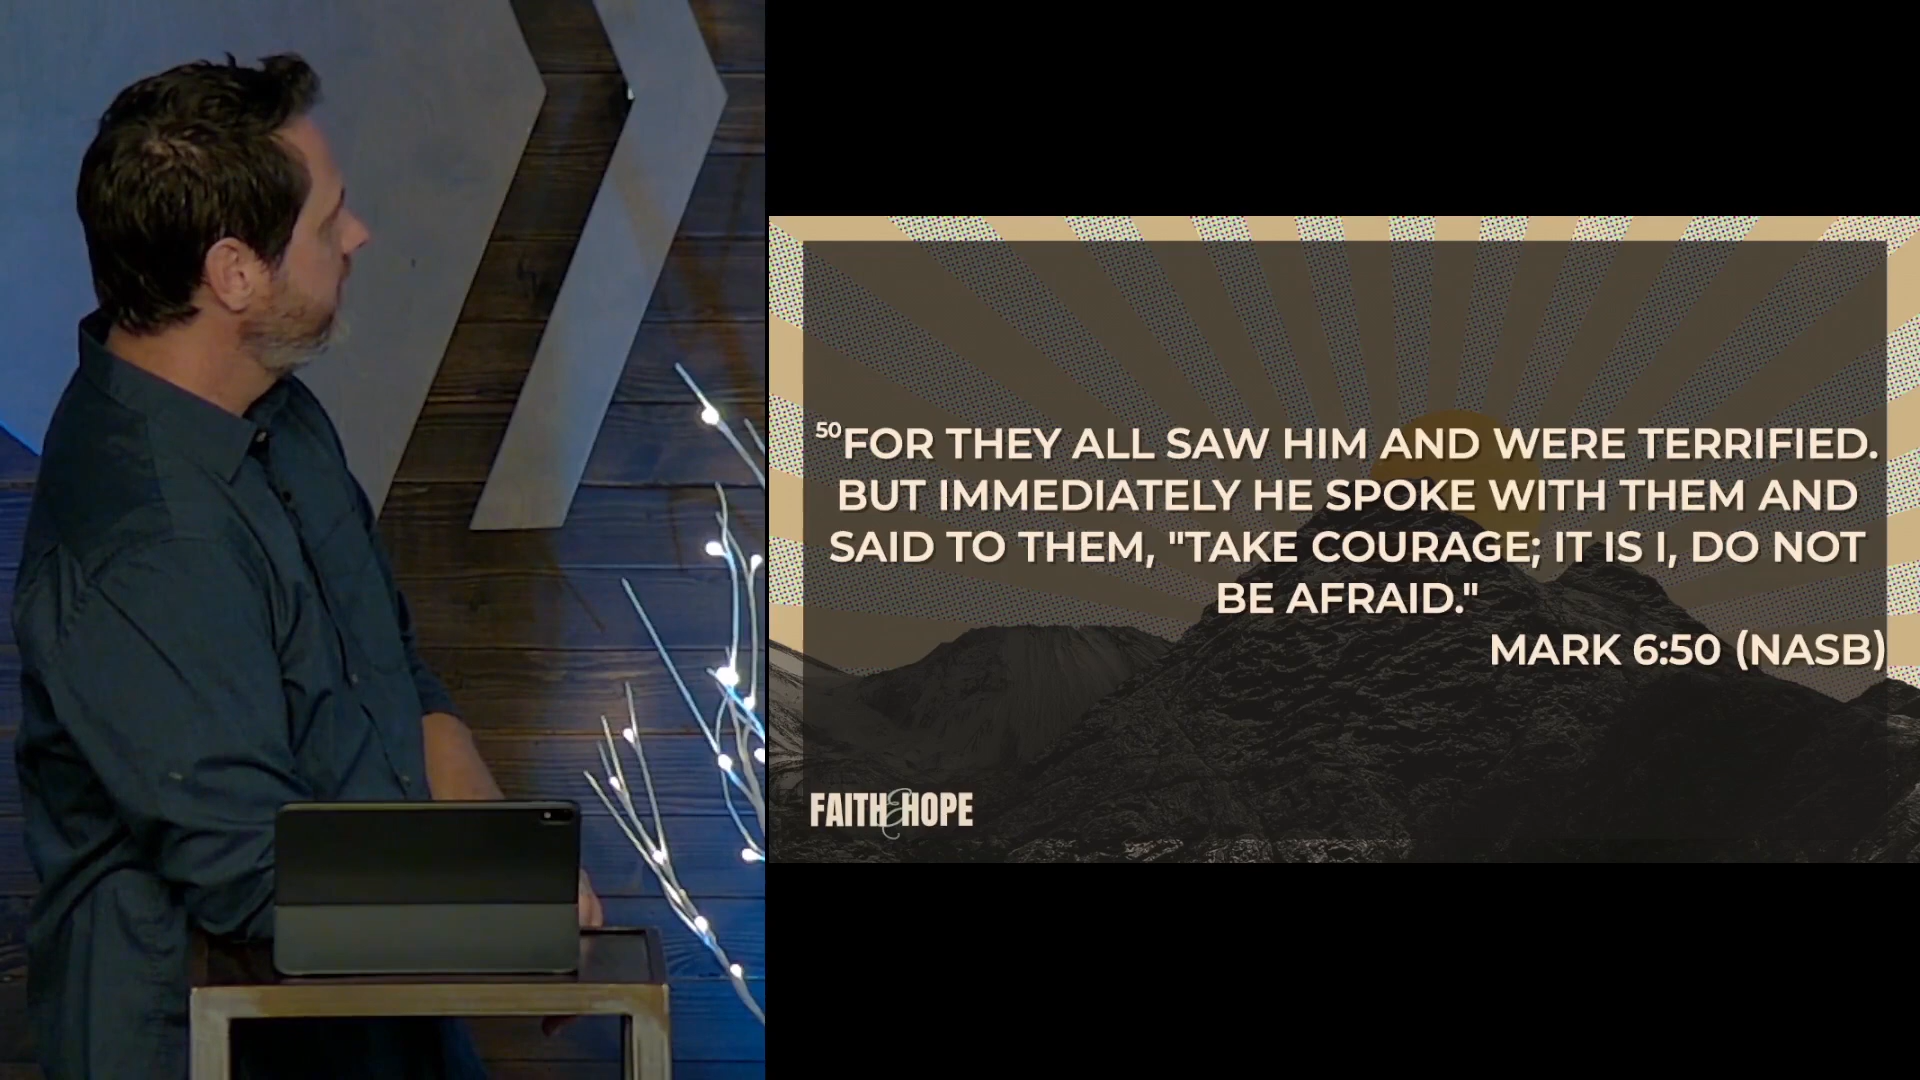 ⁵⁰FOR THEY ALL SAW HIM AND WERE TERRIFIED.
BUT IMMEDIATELY HE SPOKE WITH THEM AND
SAID TO THEM, "TAKE COURAGE; IT IS I, DO NOT
BE AFRAID."
MARK 6:50 (NASB)
FAITH & HOPE